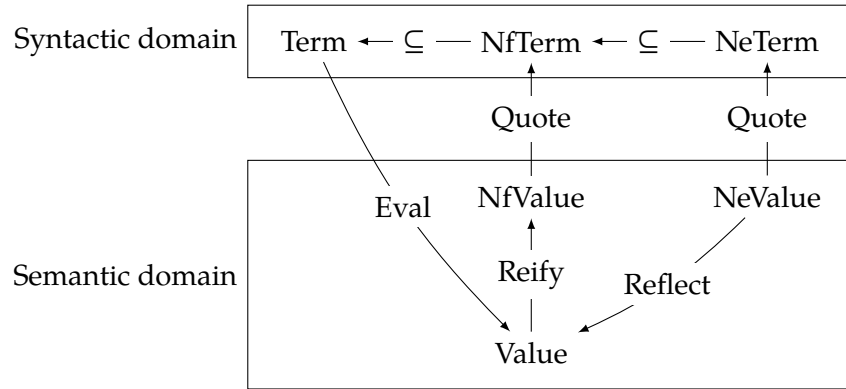 Syntactic domain Term ⊆ NfTerm ⊆ NeTerm
Quote Quote
Eval NfValue NeValue
Semantic domain Reify Reflect
Value